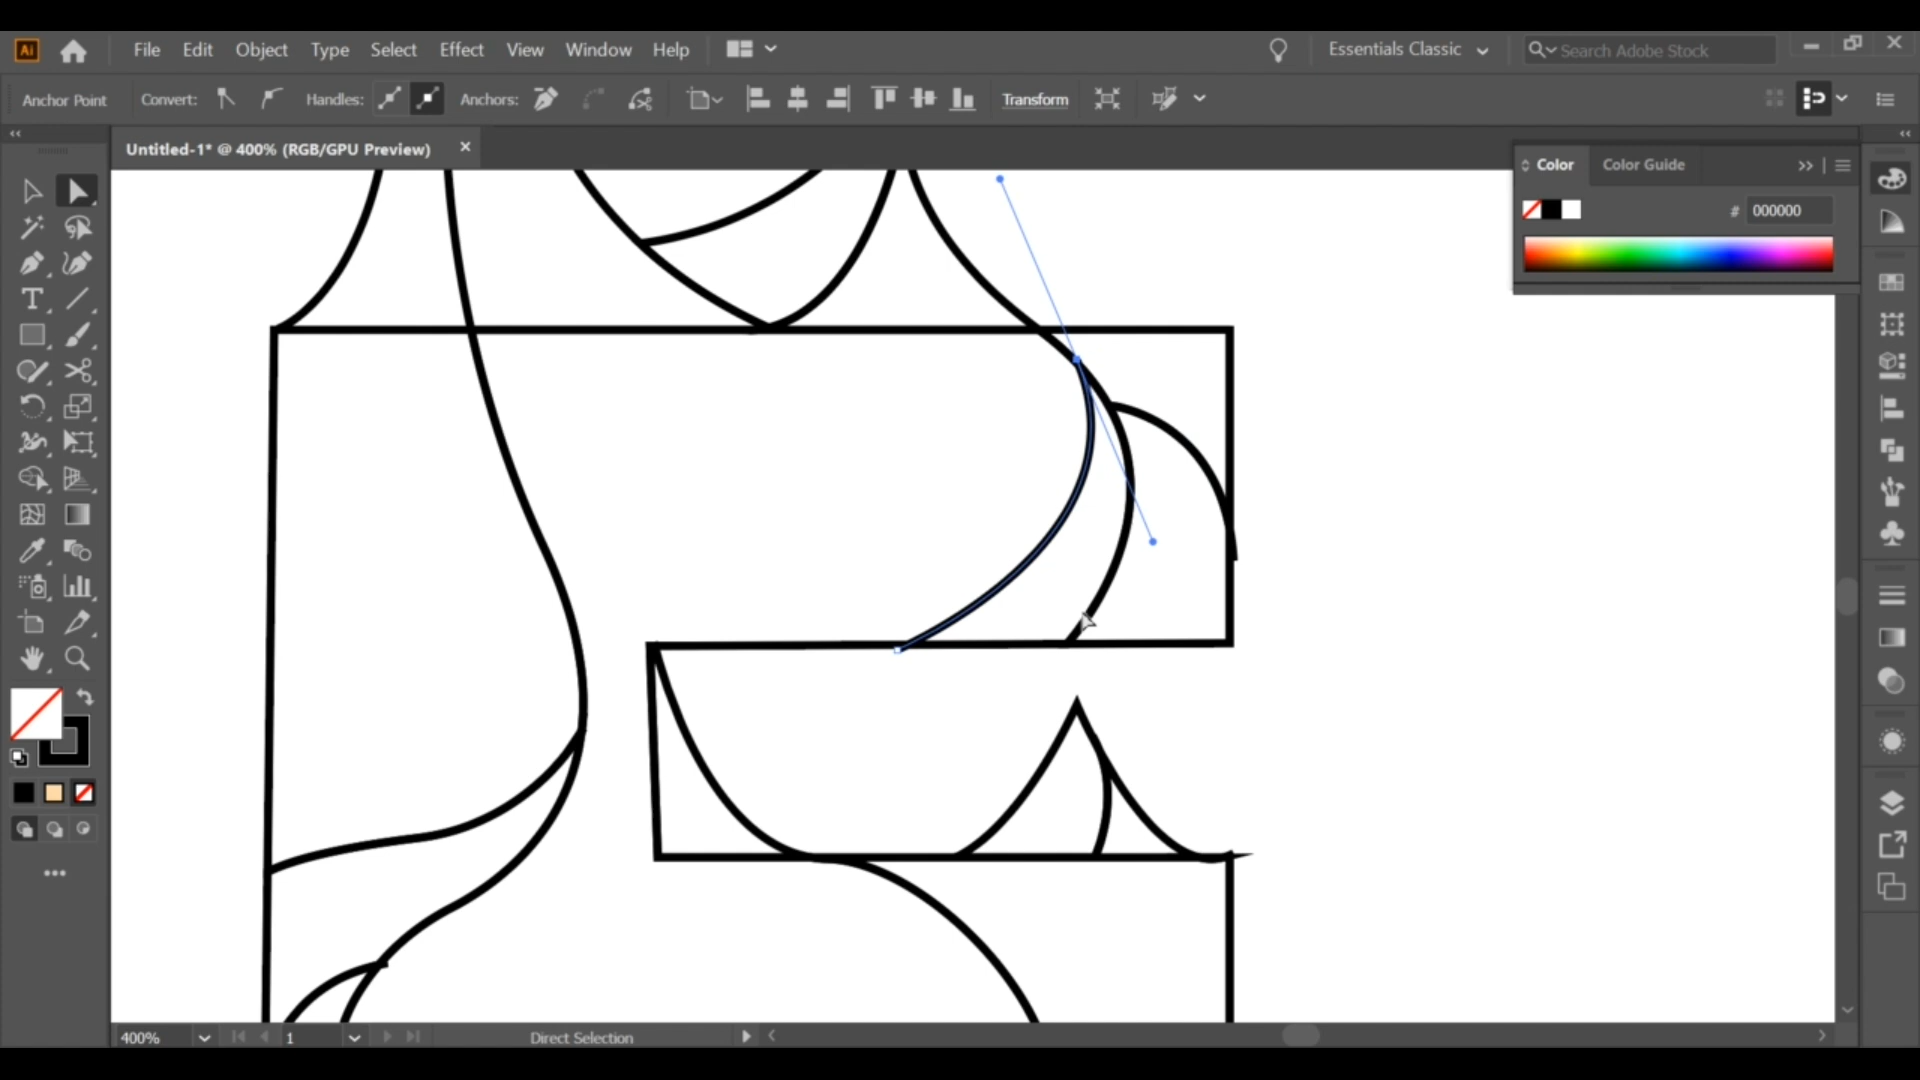 Ai File Edit Object Type Select Effect View Window Help Essentials Classic Search Adobe Stock
Anchor Point Convert: Handles: Anchors: Transform
Untitled-1* @ 400% (RGB/GPU Preview)
Color Color Guide
# 000000
400% 1 Direct Selection